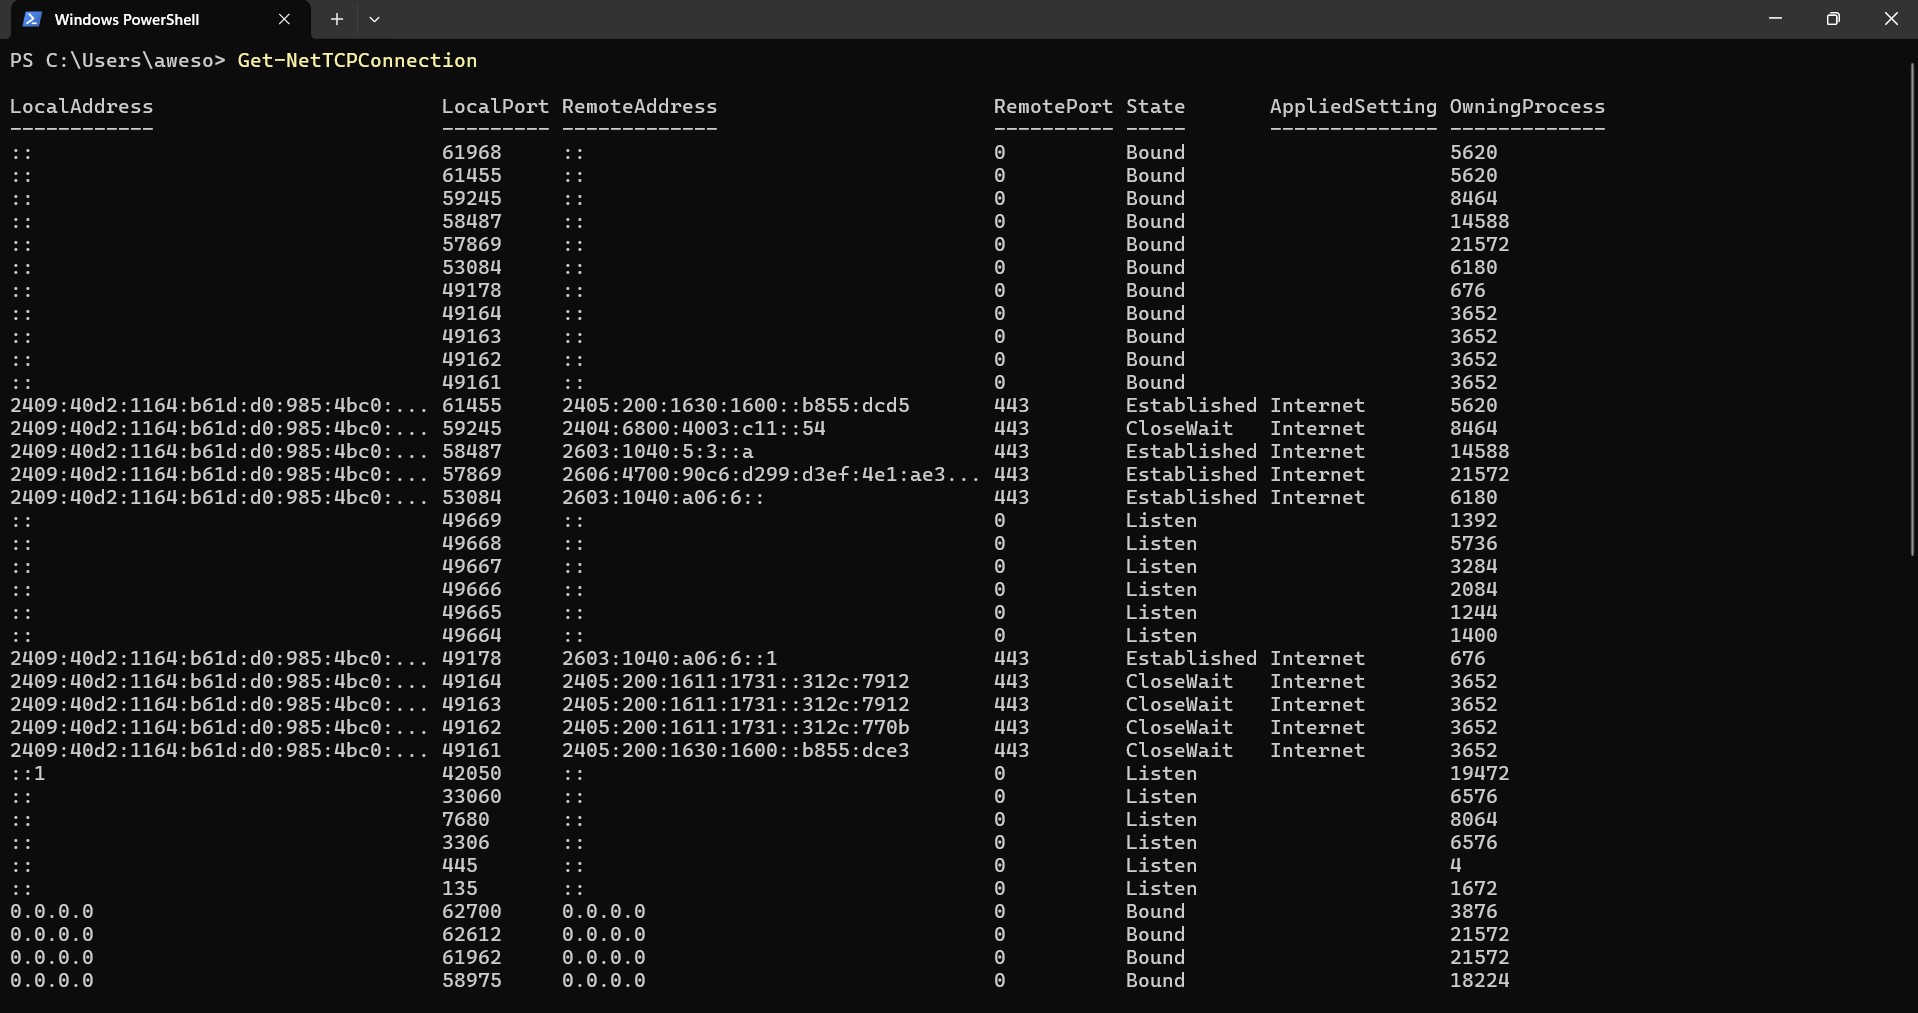 Windows PowerShell
PS C:\Users\aweso> Get-NetTCPConnection
LocalAddress LocalPort RemoteAddress RemotePort State AppliedSetting OwningProcess
------------ --------- ------------- ---------- ----- -------------- -------------
:: 61968 :: 0 Bound 5620
:: 61455 :: 0 Bound 5620
:: 59245 :: 0 Bound 8464
:: 58487 :: 0 Bound 14588
:: 57869 :: 0 Bound 21572
:: 53084 :: 0 Bound 6180
:: 49178 :: 0 Bound 676
:: 49164 :: 0 Bound 3652
:: 49163 :: 0 Bound 3652
:: 49162 :: 0 Bound 3652
:: 49161 :: 0 Bound 3652
2409:40d2:1164:b61d:d0:985:4bc0:... 61455 2405:200:1630:1600::b855:dcd5 443 Established Internet 5620
2409:40d2:1164:b61d:d0:985:4bc0:... 59245 2404:6800:4003:c11::54 443 CloseWait Internet 8464
2409:40d2:1164:b61d:d0:985:4bc0:... 58487 2603:1040:5:3::a 443 Established Internet 14588
2409:40d2:1164:b61d:d0:985:4bc0:... 57869 2606:4700:90c6:d299:d3ef:4e1:ae3... 443 Established Internet 21572
2409:40d2:1164:b61d:d0:985:4bc0:... 53084 2603:1040:a06:6:: 443 Established Internet 6180
:: 49669 :: 0 Listen 1392
:: 49668 :: 0 Listen 5736
:: 49667 :: 0 Listen 3284
:: 49666 :: 0 Listen 2084
:: 49665 :: 0 Listen 1244
:: 49664 :: 0 Listen 1400
2409:40d2:1164:b61d:d0:985:4bc0:... 49178 2603:1040:a06:6::1 443 Established Internet 676
2409:40d2:1164:b61d:d0:985:4bc0:... 49164 2405:200:1611:1731::312c:7912 443 CloseWait Internet 3652
2409:40d2:1164:b61d:d0:985:4bc0:... 49163 2405:200:1611:1731::312c:7912 443 CloseWait Internet 3652
2409:40d2:1164:b61d:d0:985:4bc0:... 49162 2405:200:1611:1731::312c:770b 443 CloseWait Internet 3652
2409:40d2:1164:b61d:d0:985:4bc0:... 49161 2405:200:1630:1600::b855:dce3 443 CloseWait Internet 3652
::1 42050 :: 0 Listen 19472
:: 33060 :: 0 Listen 6576
:: 7680 :: 0 Listen 8064
:: 3306 :: 0 Listen 6576
:: 445 :: 0 Listen 4
:: 135 :: 0 Listen 1672
0.0.0.0 62700 0.0.0.0 0 Bound 3876
0.0.0.0 62612 0.0.0.0 0 Bound 21572
0.0.0.0 61962 0.0.0.0 0 Bound 21572
0.0.0.0 58975 0.0.0.0 0 Bound 18224